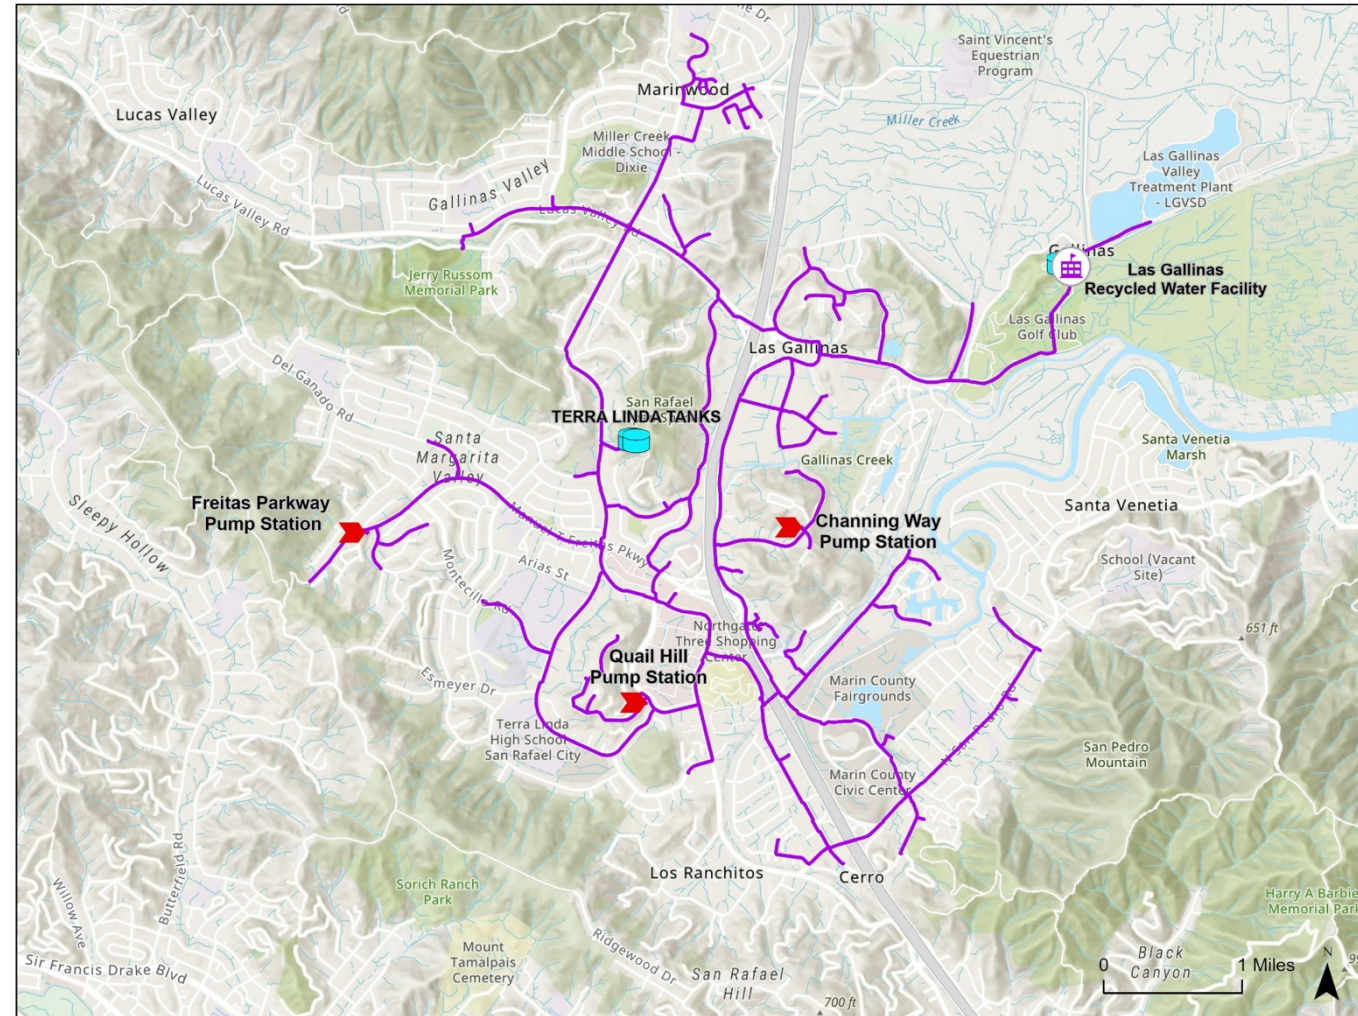 ne Dr
Saint Vincent's
Equestrian
Program
Marinwood
Lucas Valley
Miller Creek
Miller Creek
Middle School -
Dixie
Las Gallinas
Valley
Treatment Plant
- LGVSD
Gallinas Valley
Lucas Valley Rd
Lucas Valley Rd
Gallinas
Las Gallinas
Recycled Water Facility
Jerry Russom
Memorial Park
Las Gallinas
Golf Club
Las Gallinas
Del Ganado Rd
San Rafael
TERRA LINDA TANKS
Santa
Margarita
Valley
Gallinas Creek
Santa Venetia
Marsh
Freitas Parkway
Pump Station
Sleepy Hollow
Manuel T Freitas Pkwy
Channing Way
Pump Station
Santa Venetia
Arias St
Montecillo Rd
School (Vacant
Site)
Northgate
Three Shopping
Center
651 ft
Quail Hill
Pump Station
Esmeyer Dr
Marin County
Fairgrounds
N San Pedro Rd
Terra Linda
High School -
San Rafael City
San Pedro
Mountain
Marin County
Civic Center
Butterfield Rd
Los Ranchitos
Cerro
Willow Ave
Sorich Ranch
Park
Harry A Barbie
Memorial Park
Mount
Tamalpais
Cemetery
Ridgewood Dr
Black
Canyon
Sir Francis Drake Blvd
San Rafael
Hill
700 ft
0 1 Miles
N